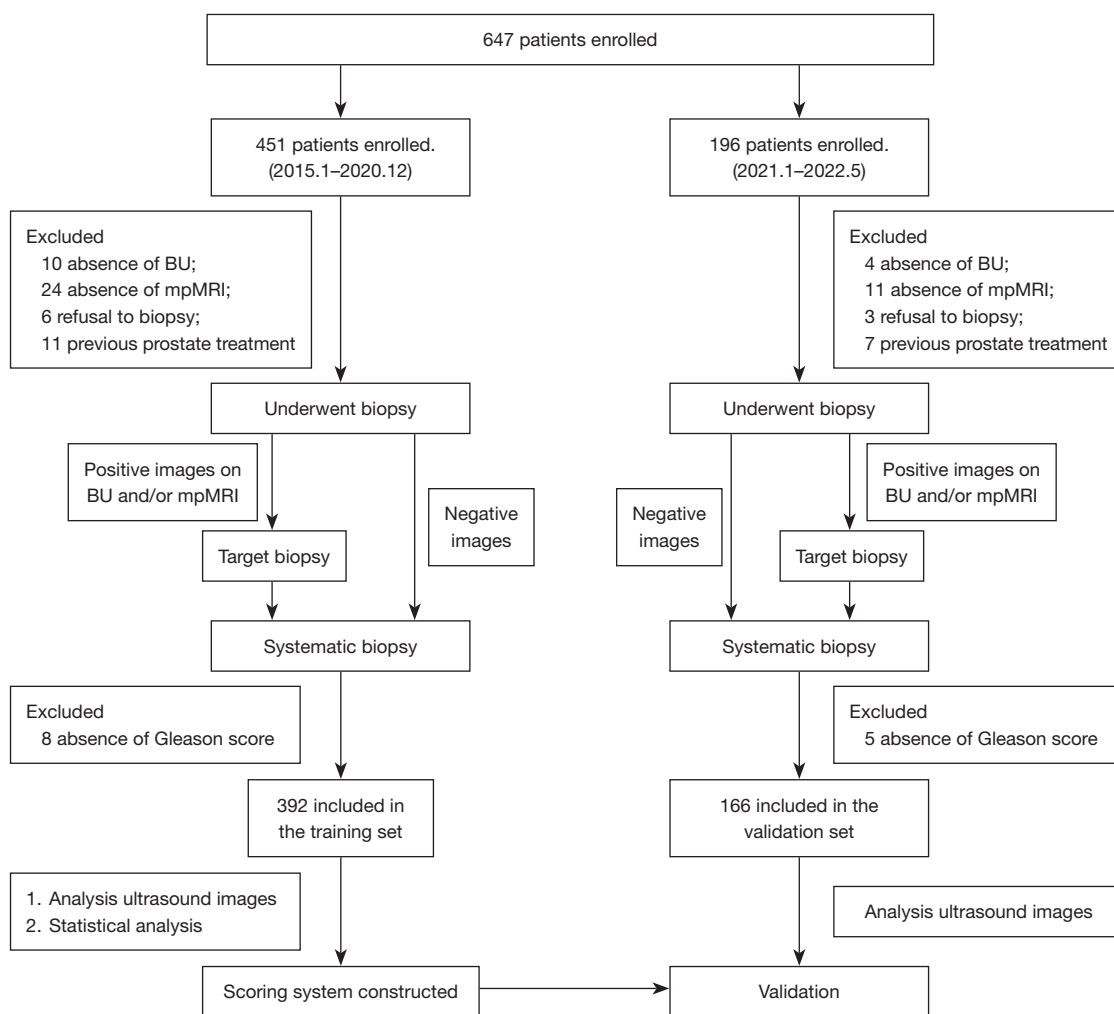 647 patients enrolled
451 patients enrolled.
(2015.1–2020.12)
196 patients enrolled.
(2021.1–2022.5)
Excluded
10 absence of BU;
24 absence of mpMRI;
6 refusal to biopsy;
11 previous prostate treatment
Excluded
4 absence of BU;
11 absence of mpMRI;
3 refusal to biopsy;
7 previous prostate treatment
Underwent biopsy
Underwent biopsy
Positive images on
BU and/or mpMRI
Negative
images
Negative
images
Positive images on
BU and/or mpMRI
Target biopsy
Target biopsy
Systematic biopsy
Systematic biopsy
Excluded
8 absence of Gleason score
Excluded
5 absence of Gleason score
392 included in
the training set
166 included in the
validation set
1. Analysis ultrasound images
2. Statistical analysis
Analysis ultrasound images
Scoring system constructed
Validation